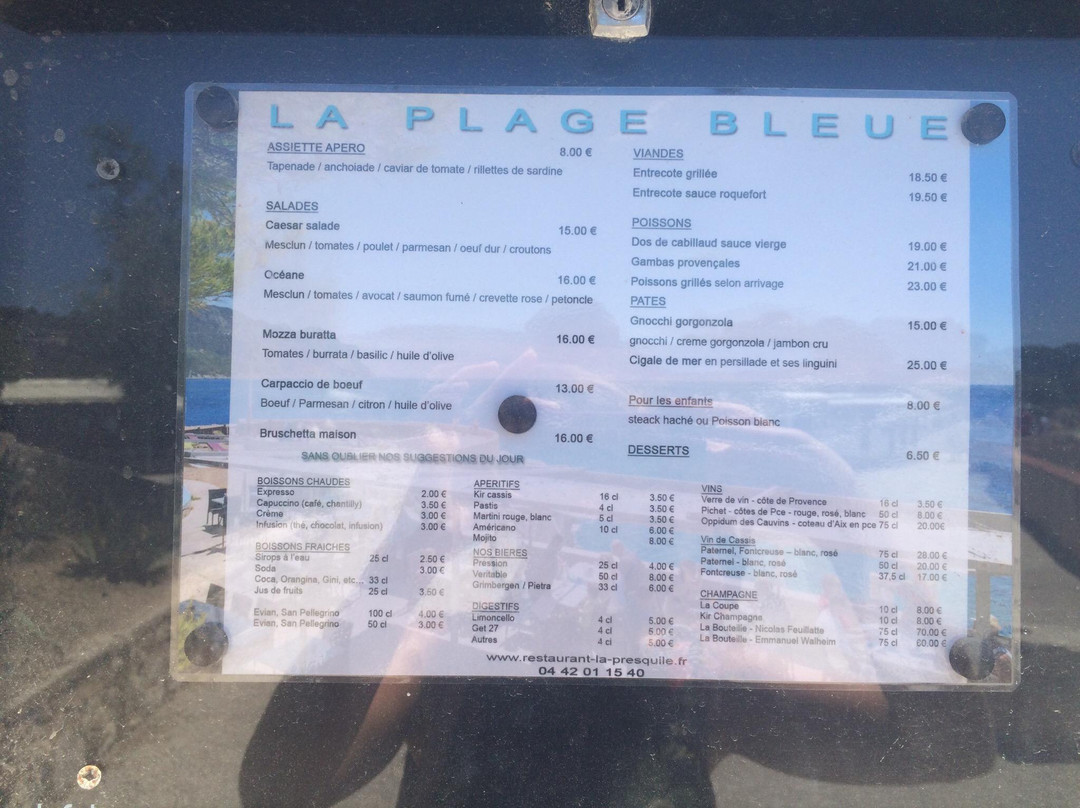 LA PLAGE BLEUE
ASSIETTE APERO 8.00 €
Tapenade / anchoiade / caviar de tomate / rillettes de sardine
SALADES
Caesar salade 15.00 €
Mesclun / tomates / poulet / parmesan / oeuf dur / croutons
Océane 16.00 €
Mesclun / tomates / avocat / saumon fumé / crevette rose / petoncle
Mozza buratta 16.00 €
Tomates / burrata / basilic / huile d'olive
Carpaccio de boeuf 13.00 €
Boeuf / Parmesan / citron / huile d'olive
Bruschetta maison 16.00 €
SANS OUBLIER NOS SUGGESTIONS DU JOUR
VIANDES
Entrecote grillée 18.50 €
Entrecote sauce roquefort 19.50 €
POISSONS
Dos de cabillaud sauce vierge 19.00 €
Gambas provençales 21.00 €
Poissons grillés selon arrivage 23.00 €
PATES
Gnocchi gorgonzola 15.00 €
gnocchi / creme gorgonzola / jambon cru
Cigale de mer en persillade et ses linguini 25.00 €
Pour les enfants 8.00 €
steack haché ou Poisson blanc
DESSERTS 6.50 €
BOISSONS CHAUDES
Expresso 2.00 €
Capuccino (café, chantilly) 3.50 €
Crème 3.00 €
Infusion (thé, chocolat, infusion) 3.00 €
BOISSONS FRAICHES
Sirops à l'eau 25 cl 2.50 €
Soda 3.00 €
Coca, Orangina, Gini, etc... 33 cl
Jus de fruits 25 cl 3.50 €
Evian, San Pellegrino 100 cl 4.00 €
Evian, San Pellegrino 50 cl 3.00 €
APERITIFS
Kir cassis 16 cl 3.50 €
Pastis 4 cl 3.50 €
Martini rouge, blanc 5 cl 3.50 €
Américano 10 cl 6.00 €
Mojito 8.00 €
NOS BIERES
Pression 25 cl 4.00 €
Veritable 50 cl 8.00 €
Grimbergen / Pietra 33 cl 6.00 €
DIGESTIFS
Limoncello 4 cl 5.00 €
Get 27 4 cl 5.00 €
Autres 4 cl 5.00 €
VINS
Verre de vin - côte de Provence 16 cl 3.50 €
Pichet - côtes de Pce - rouge, rosé, blanc 50 cl 8.00 €
Oppidum des Cauvins - coteau d'Aix en pce 75 cl 20.00€
Vin de Cassis
Paternel, Fontcreuse – blanc, rosé 75 cl 28.00 €
Paternel - blanc, rosé 50 cl 20.00 €
Fontcreuse - blanc, rosé 37,5 cl 17.00 €
CHAMPAGNE
La Coupe 10 cl 8.00 €
Kir Champagne 10 cl 8.00 €
La Bouteille - Nicolas Feuillatte 75 cl 70.00 €
La Bouteille - Emmanuel Walheim 75 cl 60.00 €
www.restaurant-la-presquile.fr
04 42 01 15 40